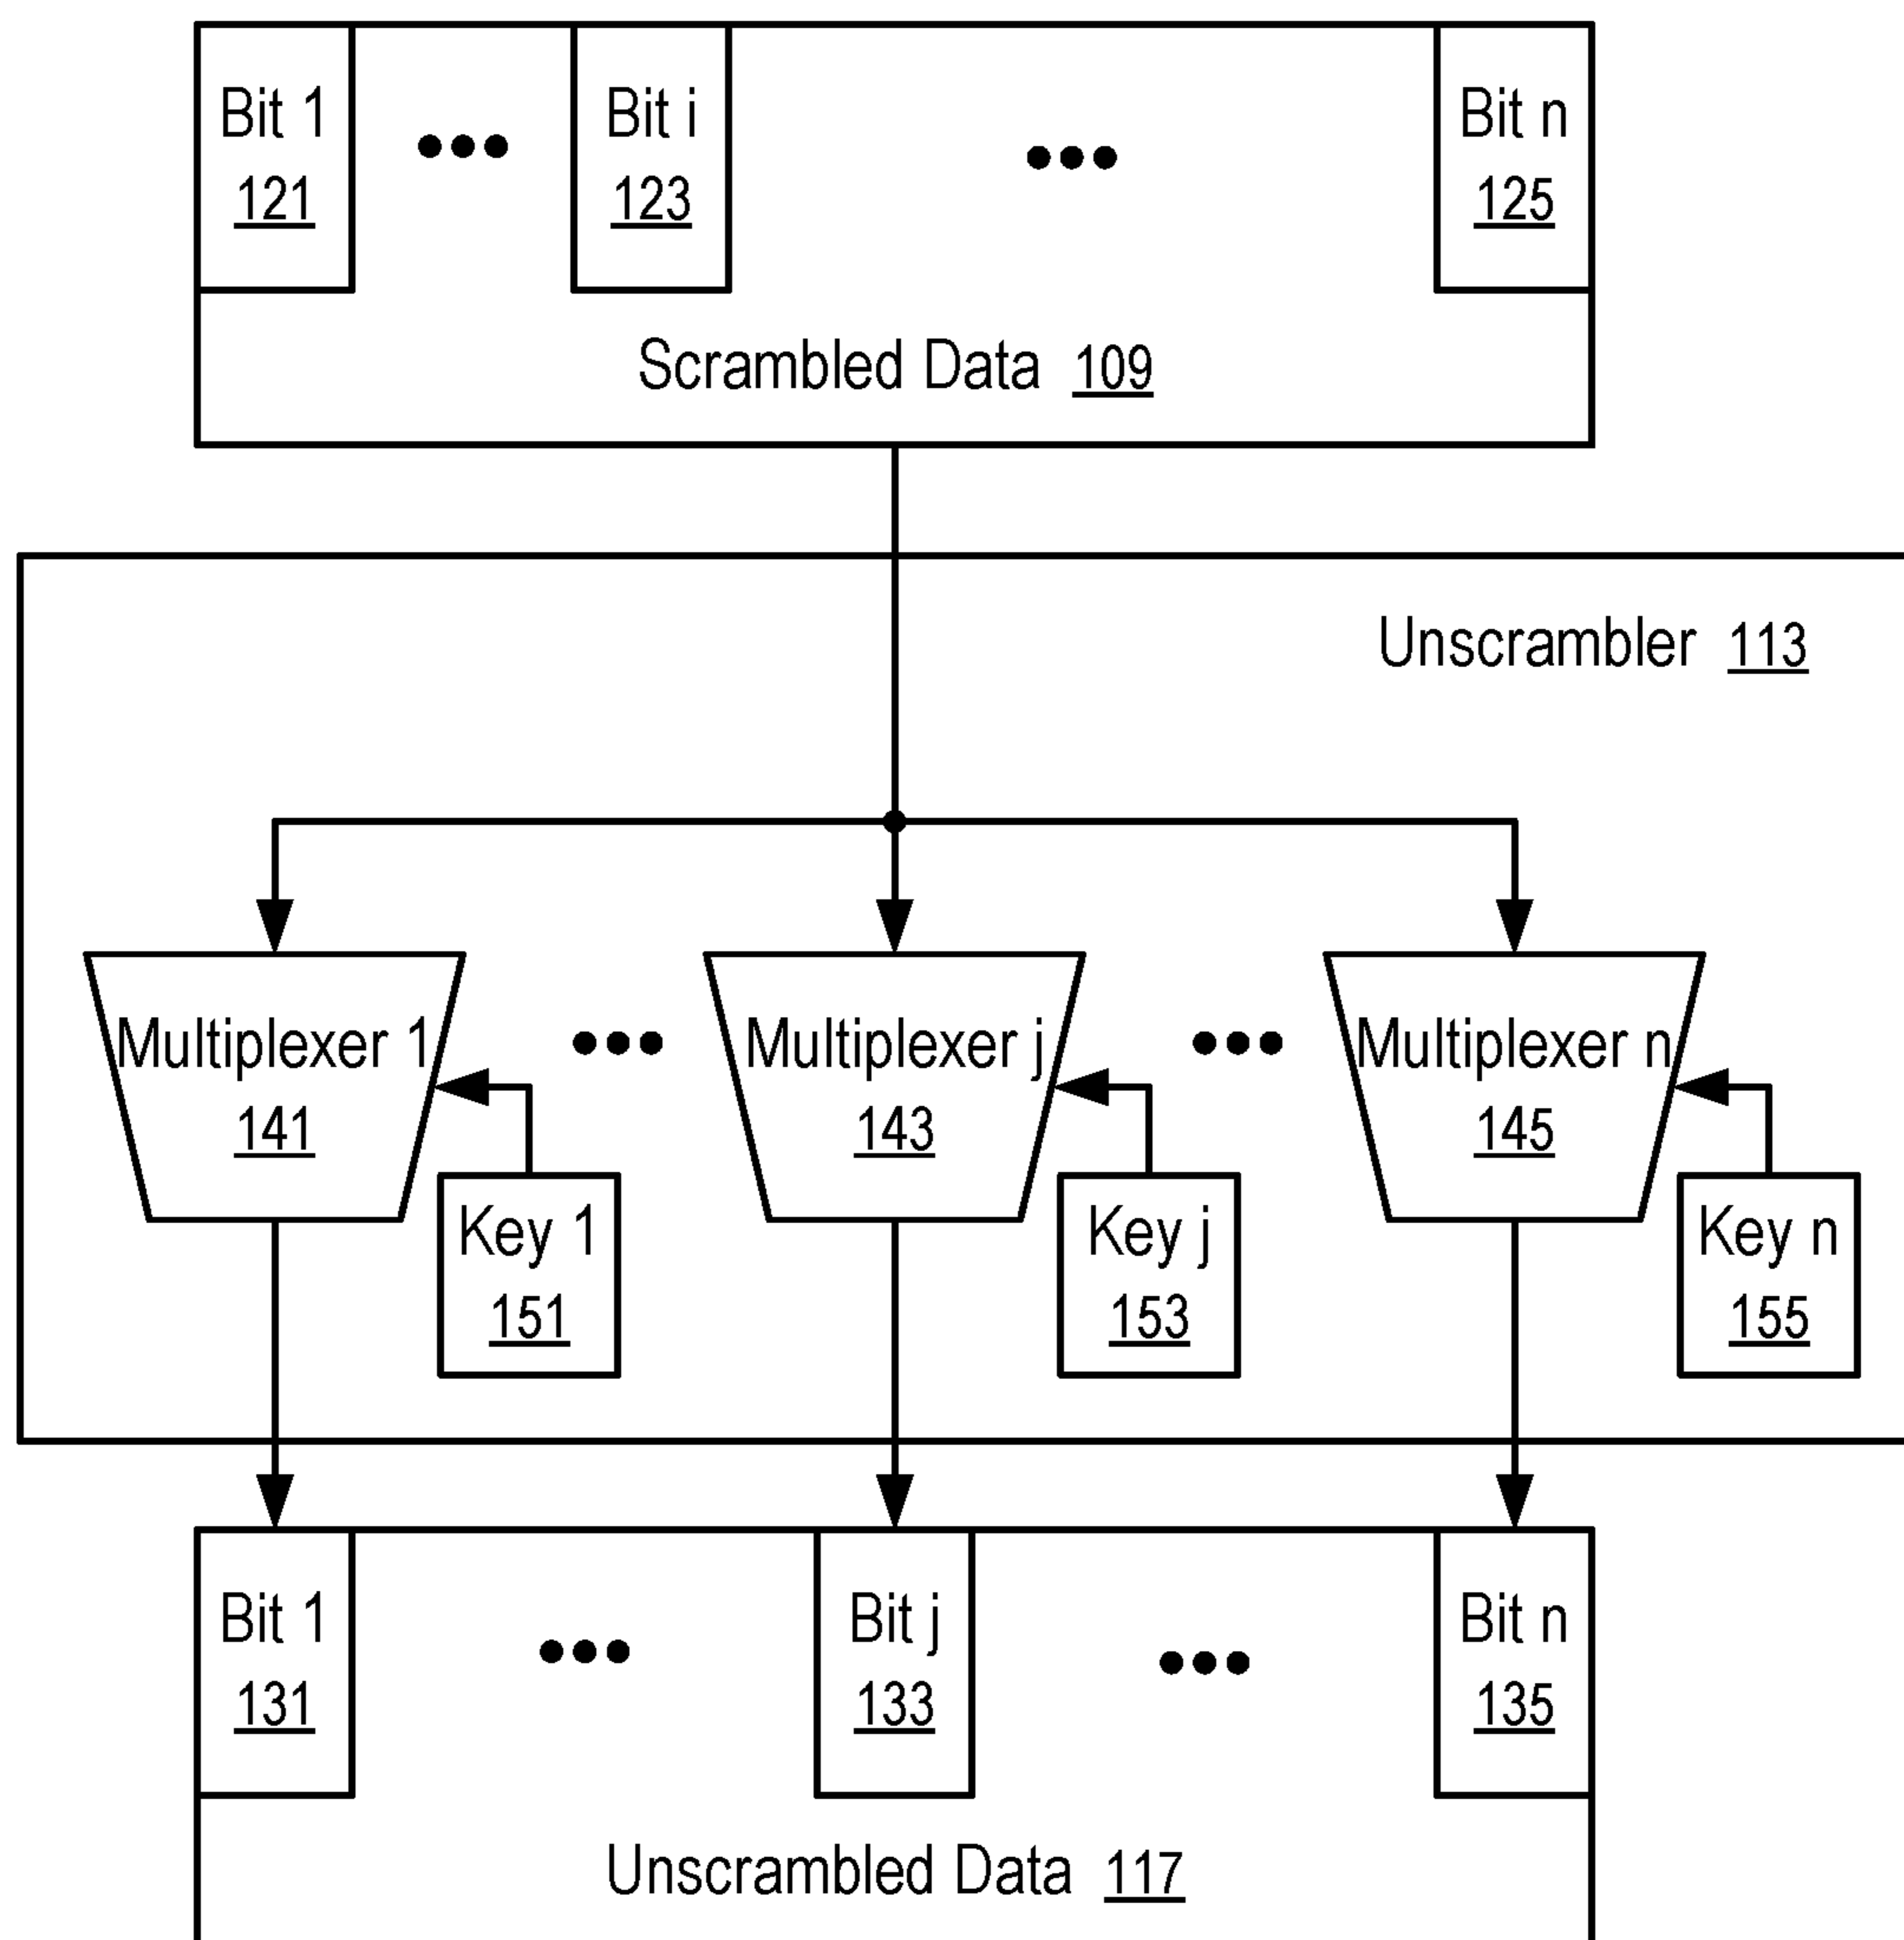 Bit 1
121
Bit i
123
Bit n
125
Scrambled Data 109
Unscrambler 113
Multiplexer 1
141
Multiplexer j
143
Multiplexer n
145
Key 1
151
Key j
153
Key n
155
Bit 1
131
Bit j
133
Bit n
135
Unscrambled Data 117